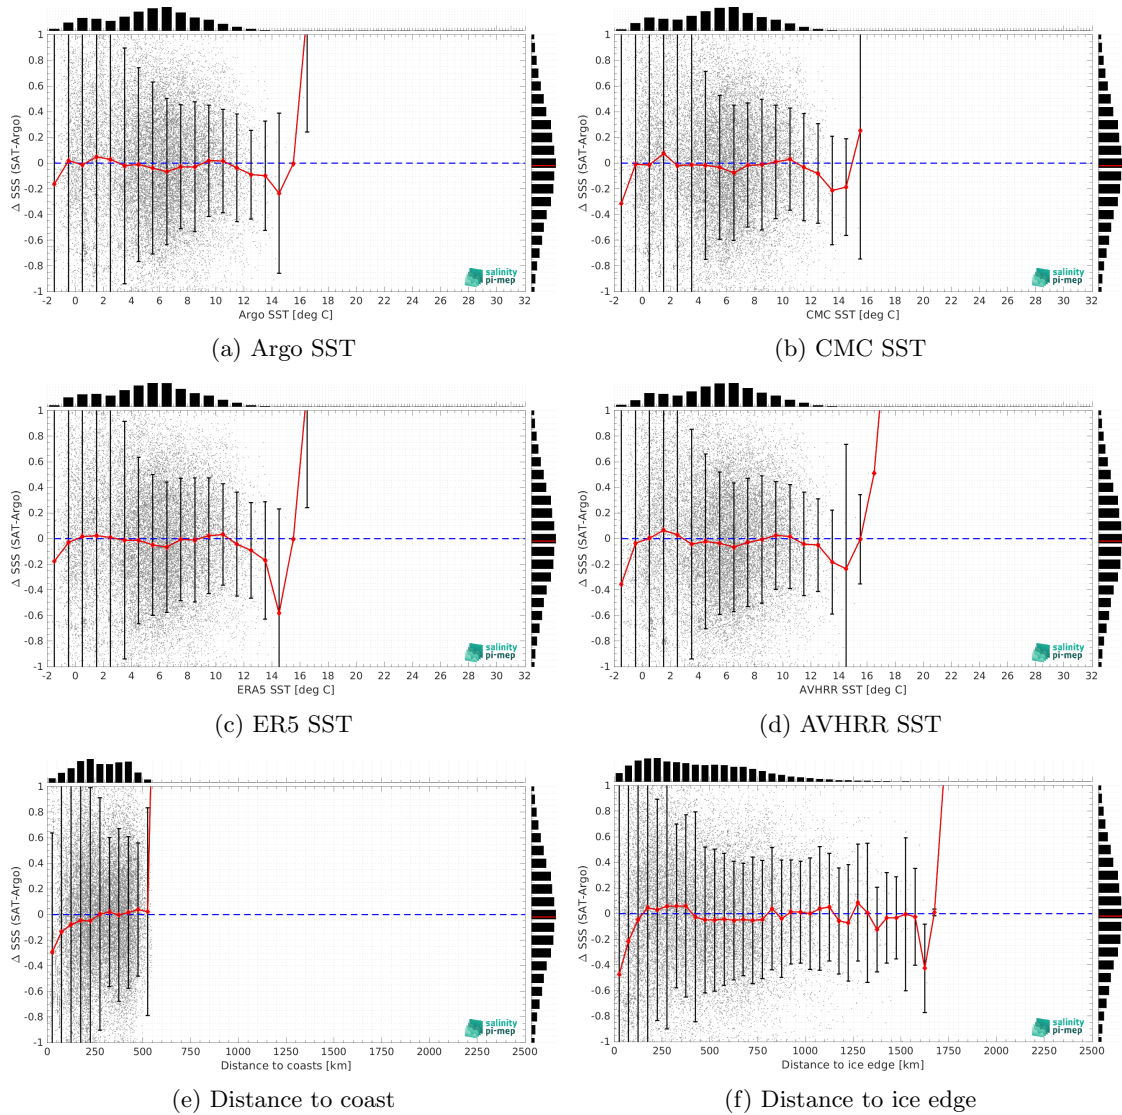 1
0.8
0.6
0.4
0.2
0
-0.2
-0.4
-0.6
-0.8
-1
Δ SSS (SAT-Argo)
-2 0 2 4 6 8 10 12 14 16 18 20 22 24 26 28 30 32
Argo SST [deg C]
salinity
pi-mep
(a) Argo SST
1
0.8
0.6
0.4
0.2
0
-0.2
-0.4
-0.6
-0.8
-1
Δ SSS (SAT-Argo)
-2 0 2 4 6 8 10 12 14 16 18 20 22 24 26 28 30 32
CMC SST [deg C]
salinity
pi-mep
(b) CMC SST
1
0.8
0.6
0.4
0.2
0
-0.2
-0.4
-0.6
-0.8
-1
Δ SSS (SAT-Argo)
-2 0 2 4 6 8 10 12 14 16 18 20 22 24 26 28 30 32
ERA5 SST [deg C]
salinity
pi-mep
(c) ER5 SST
1
0.8
0.6
0.4
0.2
0
-0.2
-0.4
-0.6
-0.8
-1
Δ SSS (SAT-Argo)
-2 0 2 4 6 8 10 12 14 16 18 20 22 24 26 28 30 32
AVHRR SST [deg C]
salinity
pi-mep
(d) AVHRR SST
1
0.8
0.6
0.4
0.2
0
-0.2
-0.4
-0.6
-0.8
-1
Δ SSS (SAT-Argo)
0 250 500 750 1000 1250 1500 1750 2000 2250 2500
Distance to coasts [km]
salinity
pi-mep
(e) Distance to coast
1
0.8
0.6
0.4
0.2
0
-0.2
-0.4
-0.6
-0.8
-1
Δ SSS (SAT-Argo)
0 250 500 750 1000 1250 1500 1750 2000 2250 2500
Distance to ice edge [km]
salinity
pi-mep
(f) Distance to ice edge